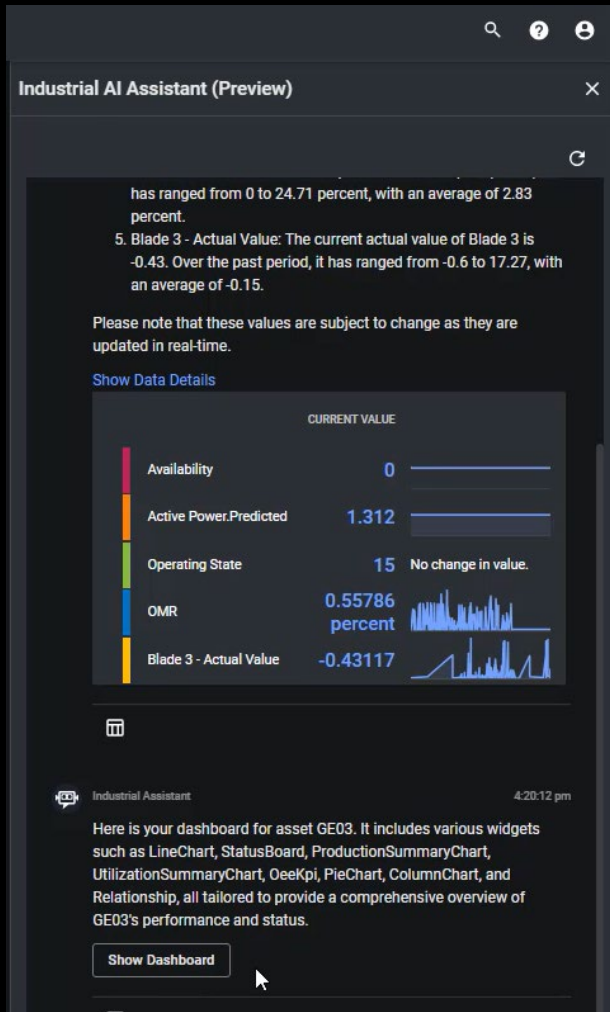 Industrial AI Assistant (Preview)
has ranged from 0 to 24.71 percent, with an average of 2.83
percent.
5. Blade 3 - Actual Value: The current actual value of Blade 3 is
-0.43. Over the past period, it has ranged from -0.6 to 17.27, with
an average of -0.15.
Please note that these values are subject to change as they are
updated in real-time.
Show Data Details
CURRENT VALUE
Availability 0
Active Power.Predicted 1.312
Operating State 15 No change in value.
OMR 0.55786
percent
Blade 3 - Actual Value -0.43117
Industrial Assistant 4:20:12 pm
Here is your dashboard for asset GE03. It includes various widgets
such as LineChart, StatusBoard, ProductionSummaryChart,
UtilizationSummaryChart, OeeKpi, PieChart, ColumnChart, and
Relationship, all tailored to provide a comprehensive overview of
GE03's performance and status.
Show Dashboard